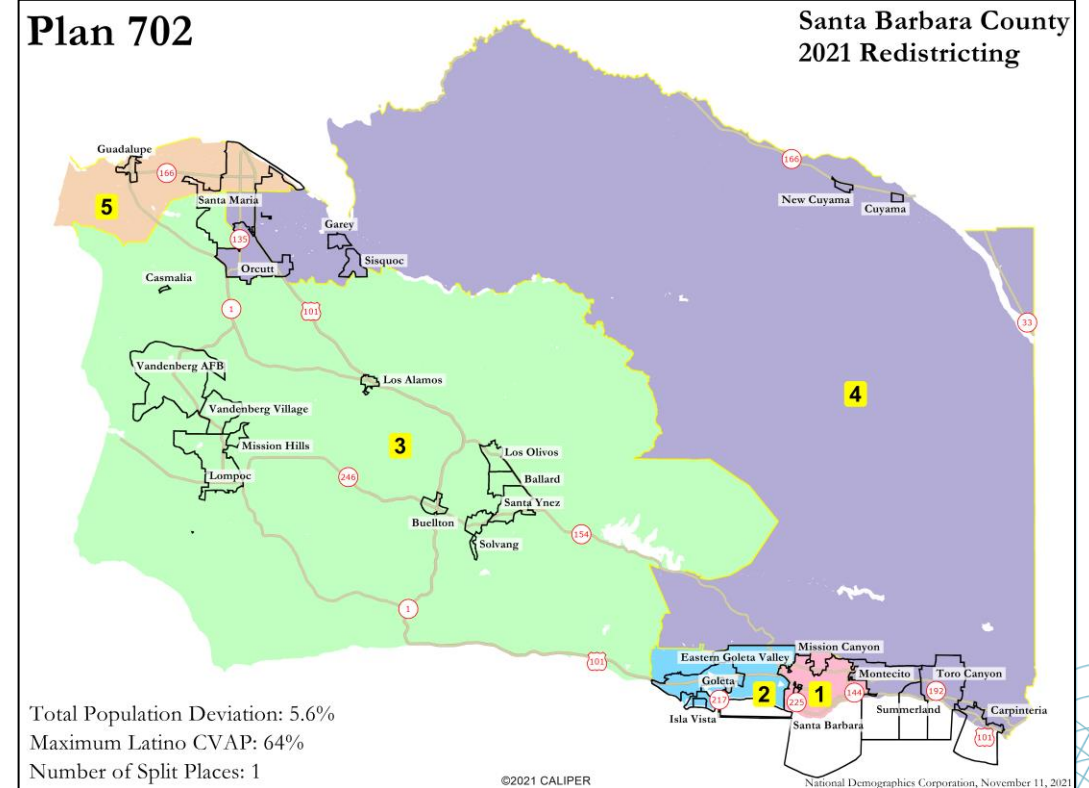 Plan 702
Santa Barbara County
2021 Redistricting
Guadalupe
166
5
Santa Maria
135
Orcutt
Garey
Sisquoc
166
New Cuyama
Cuyama
33
Casmalia
1
101
Vandenberg AFB
Los Alamos
Vandenberg Village
Mission Hills
3
4
Lompoc
246
Los Olivos
Ballard
Santa Ynez
Buellton
Solvang
154
1
101
Eastern Goleta Valley
Mission Canyon
Goleta
Montecito
Toro Canyon
217
2
225
1
144
192
Isla Vista
Santa Barbara
Summerland
Carpinteria
101
Total Population Deviation: 5.6%
Maximum Latino CVAP: 64%
Number of Split Places: 1
©2021 CALIPER
National Demographics Corporation, November 11, 2021